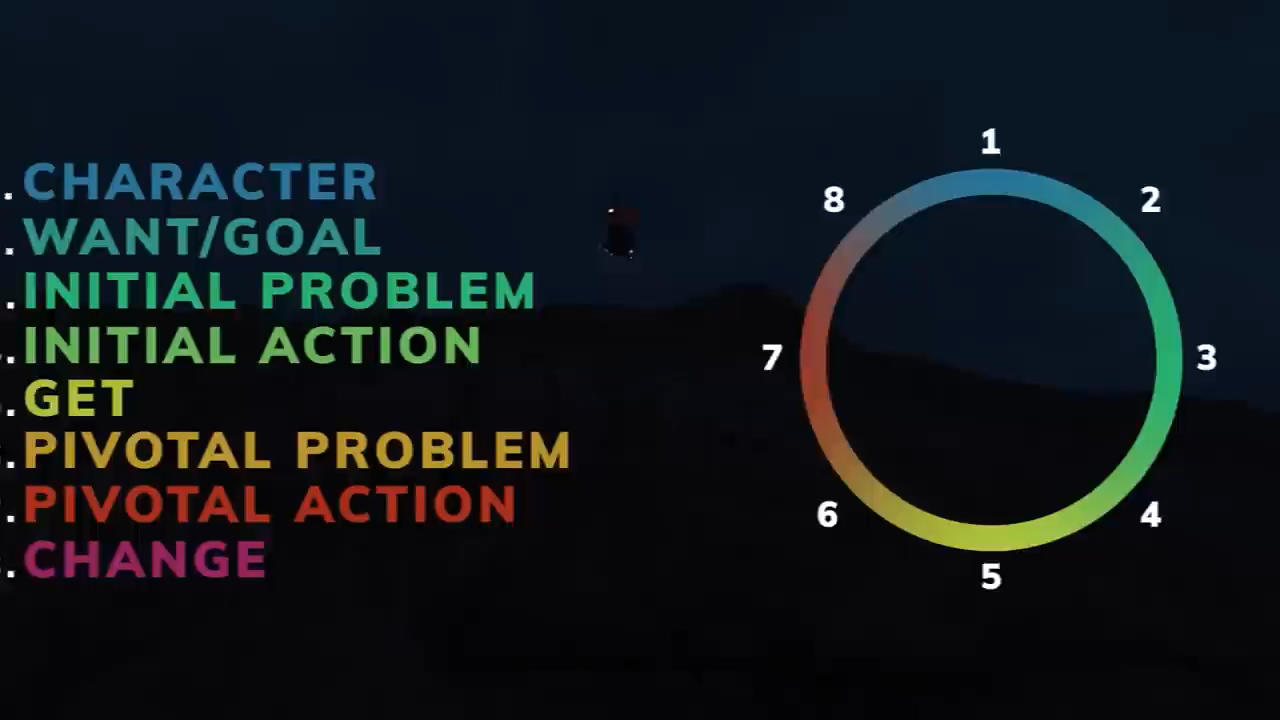 . CHARACTER
. WANT/GOAL
. INITIAL PROBLEM
. INITIAL ACTION
. GET
. PIVOTAL PROBLEM
. PIVOTAL ACTION
. CHANGE
1
2
3
4
5
6
7
8